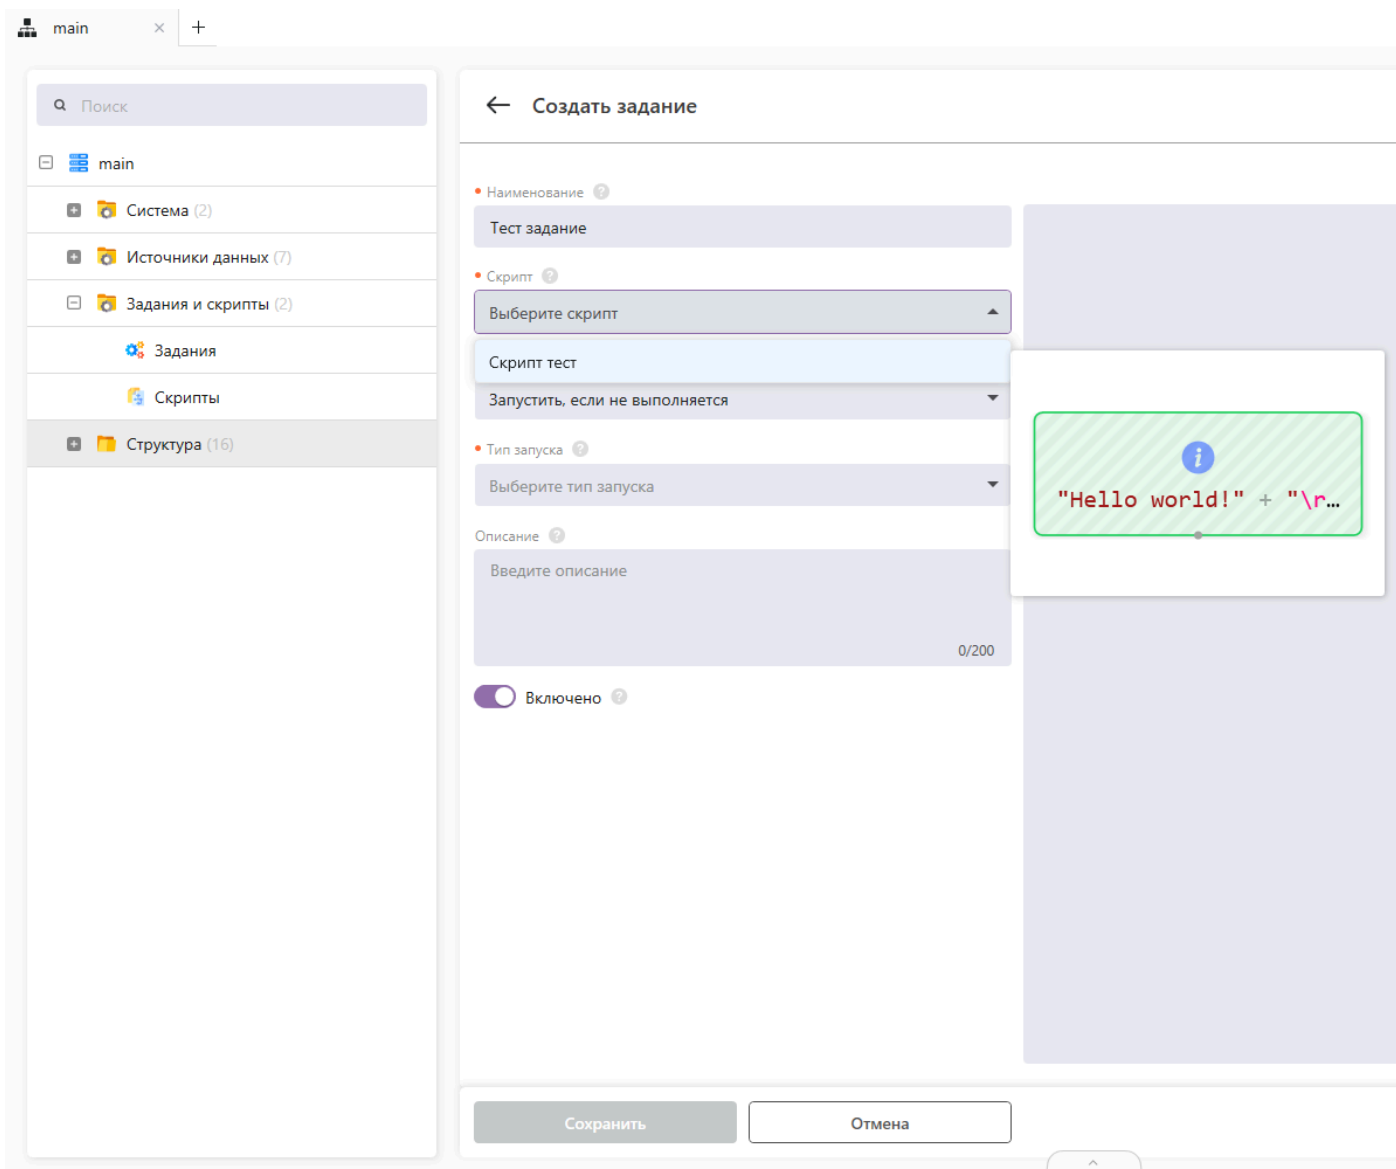 main
Поиск
main
Система (2)
Источники данных (7)
Задания и скрипты (2)
Задания
Скрипты
Структура (16)
Создать задание
Наименование
Тест задание
Скрипт
Выберите скрипт
Скрипт тест
Запустить, если не выполняется
Тип запуска
Выберите тип запуска
Описание
Введите описание
0/200
Включено
"Hello world!" + "\r…
Сохранить
Отмена